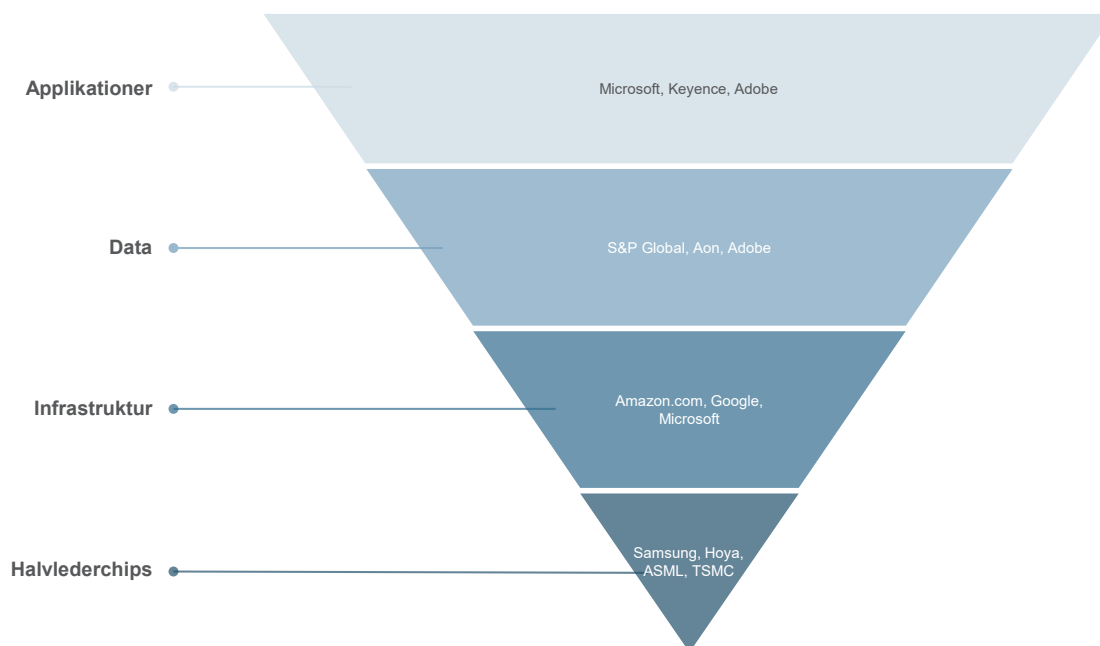 Applikationer
Microsoft, Keyence, Adobe
Data
S&P Global, Aon, Adobe
Infrastruktur
Amazon.com, Google,
Microsoft
Halvlederchips
Samsung, Hoya,
ASML, TSMC